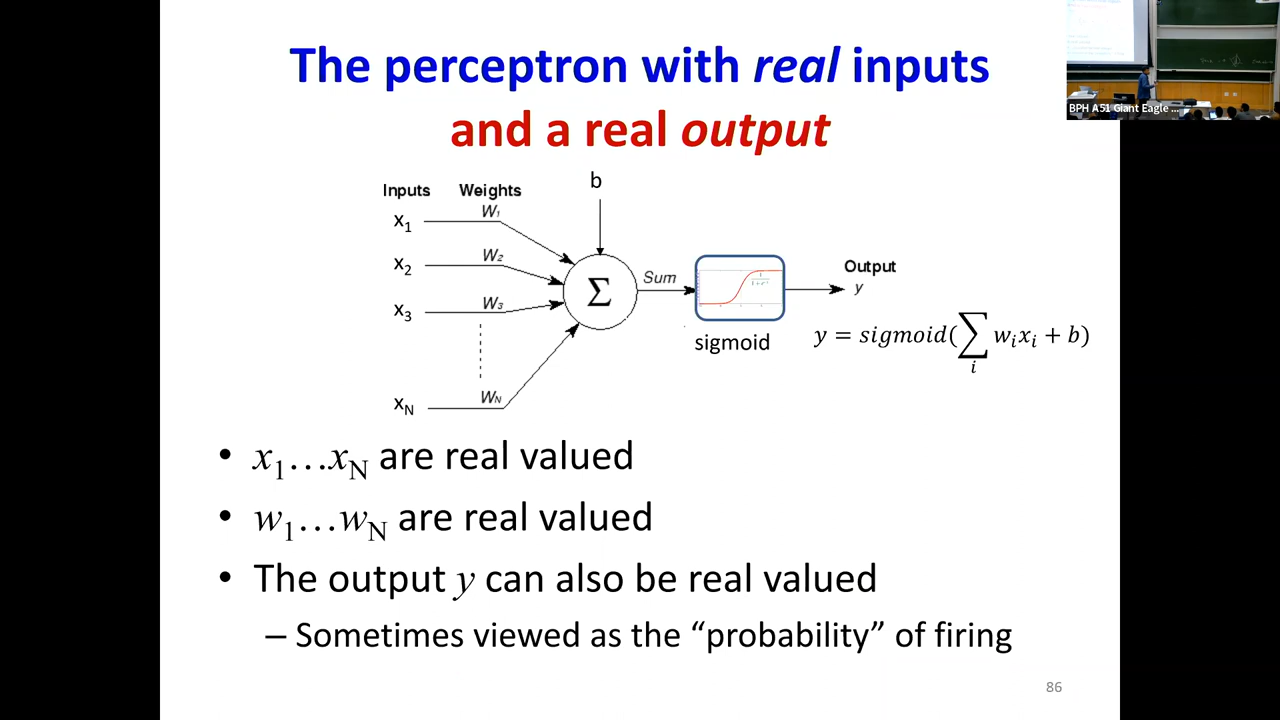 The perceptron with real inputs
and a real output
BPH A51 Giant Eagle ...
b
Inputs Weights
x1 W1
x2 W2
x3 W3
xN WN
Σ
Sum
sigmoid
Output
y
y = sigmoid(∑i wixi + b)
• x1…xN are real valued
• w1…wN are real valued
• The output y can also be real valued
– Sometimes viewed as the “probability” of firing
86